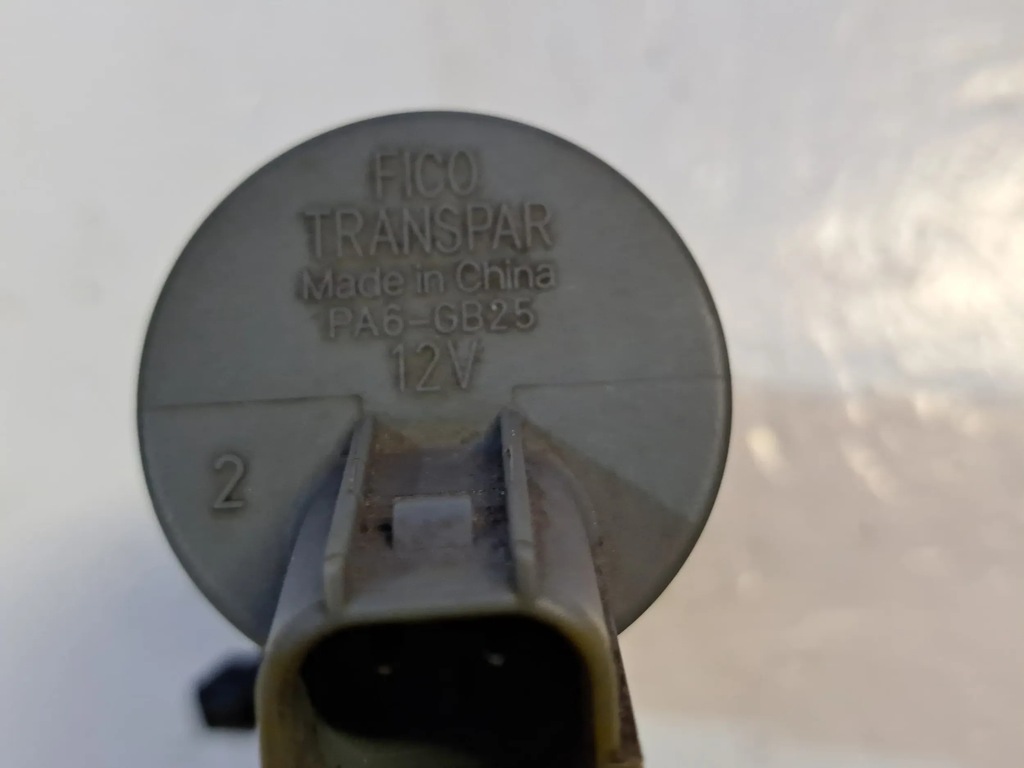 FICO
TRANSPAR
Made in China
PA6-GB25
12V
2